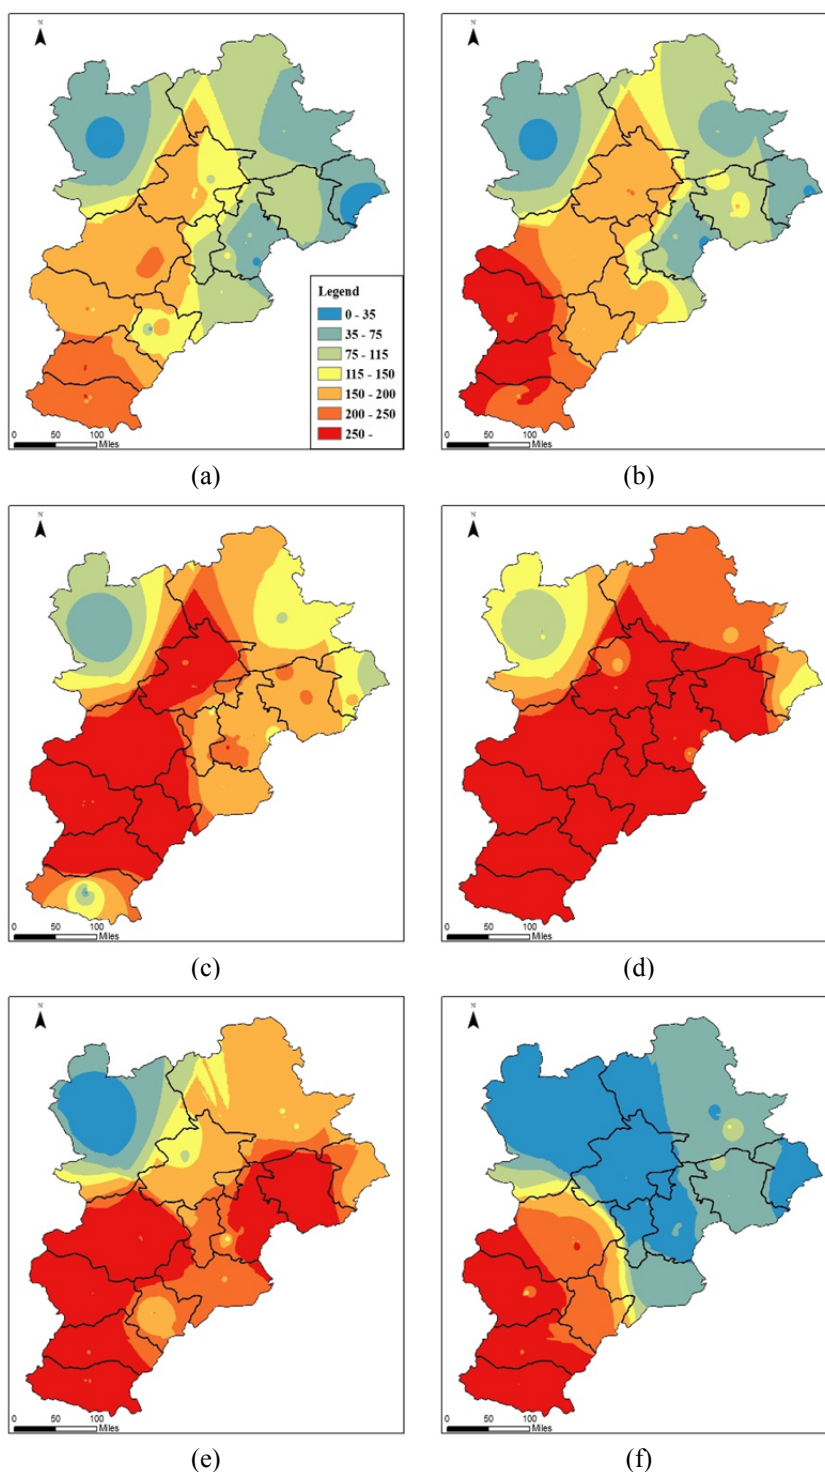 N
N
Legend
0 - 35
35 - 75
75 - 115
115 - 150
150 - 200
200 - 250
250 -
0 50 100
Miles
0 50 100
Miles
(a)
(b)
N
N
0 50 100
Miles
0 50 100
Miles
(c)
(d)
N
N
0 50 100
Miles
0 50 100
Miles
(e)
(f)